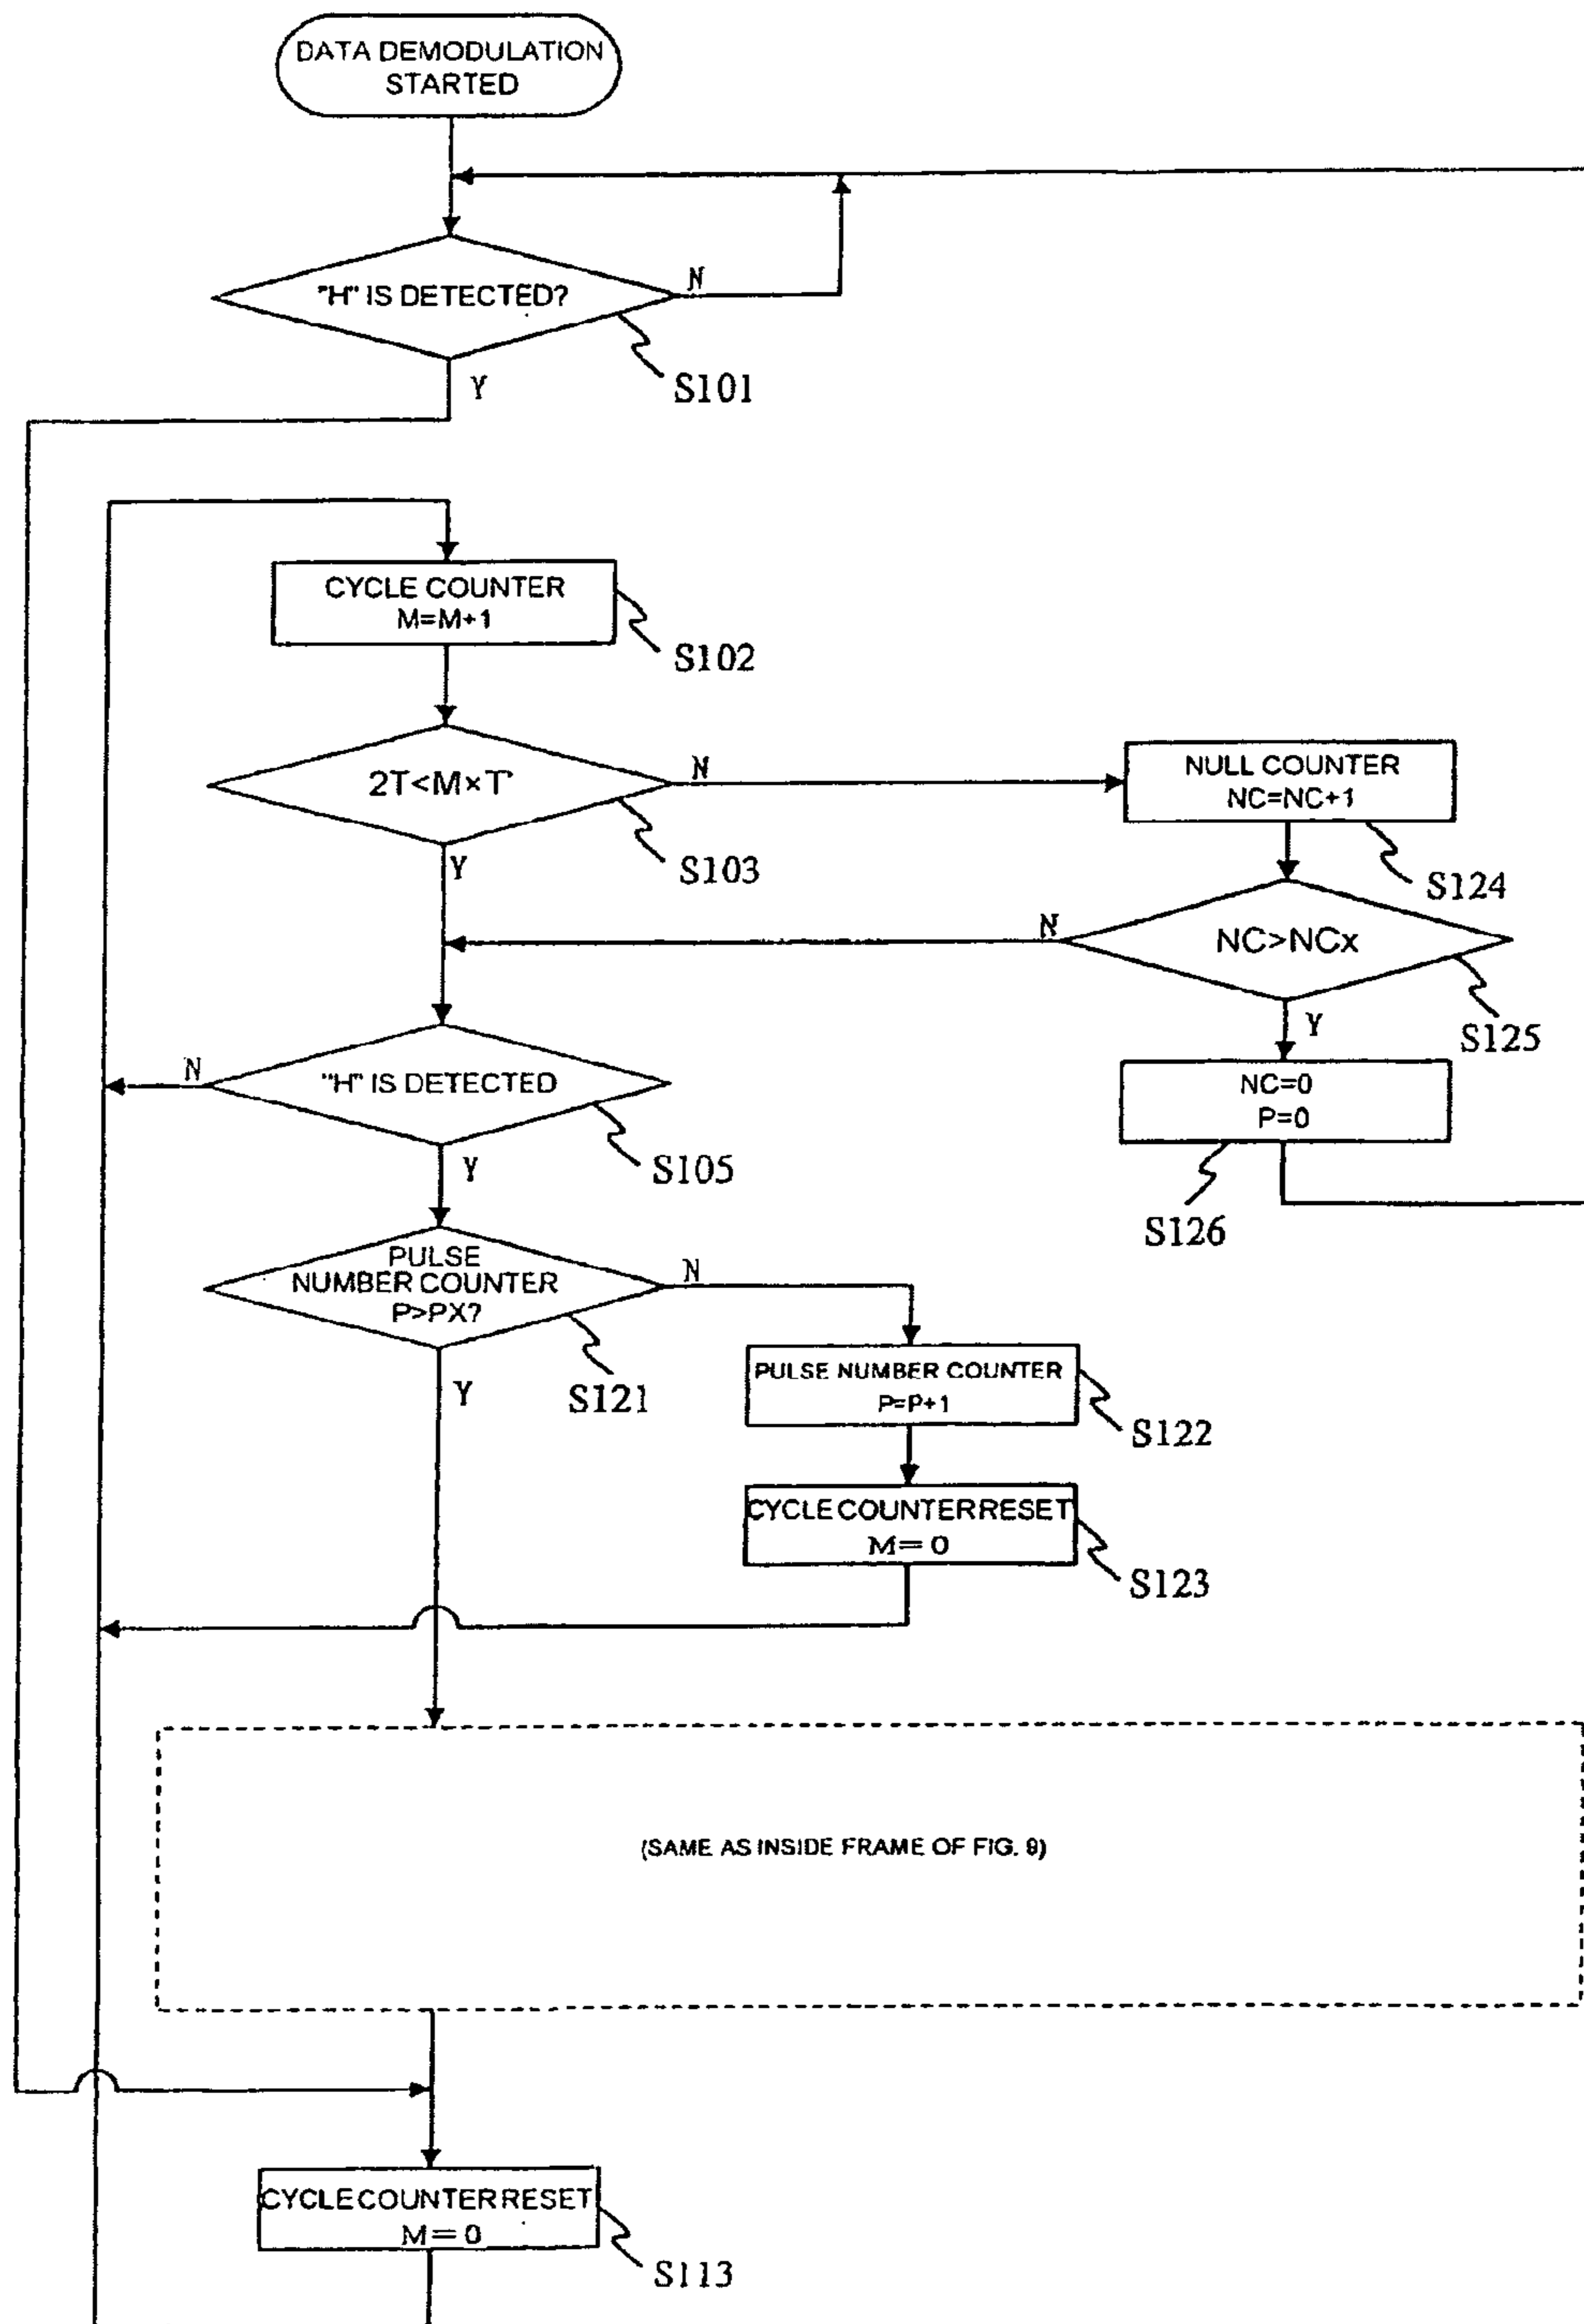 DATA DEMODULATION
STARTED
"H" IS DETECTED?
N
Y
S101
CYCLE COUNTER
M=M+1
S102
2T<M×T'
N
Y
S103
NULL COUNTER
NC=NC+1
S124
NC>NCx
N
Y
S125
NC=0
P=0
S126
"H" IS DETECTED
N
Y
S105
PULSE
NUMBER COUNTER
P>PX?
N
Y
S121
PULSE NUMBER COUNTER
P=P+1
S122
CYCLE COUNTER RESET
M=0
S123
(SAME AS INSIDE FRAME OF FIG. 9)
CYCLE COUNTER RESET
M=0
S113